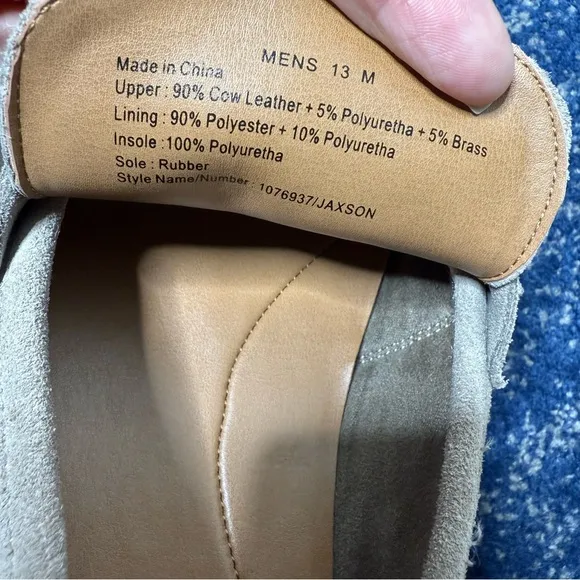 MENS 13 M
Made in China
Upper : 90% Cow Leather + 5% Polyuretha + 5% Brass
Lining : 90% Polyester + 10% Polyuretha
Insole : 100% Polyuretha
Sole : Rubber
Style Name/Number : 1076937/JAXSON